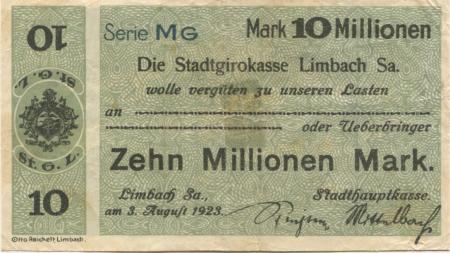 10
St. G. L.
St. G. L.
10
Serie MG Mark 10 Millionen
Die Stadtgirokasse Limbach Sa.
wolle vergüten zu unseren Lasten
an
oder Ueberbringer
Zehn Millionen Mark.
Limbach Sa., Stadthauptkasse.
am 3. August 1923.
Mittelbach
Otto Reichelt Limbach.